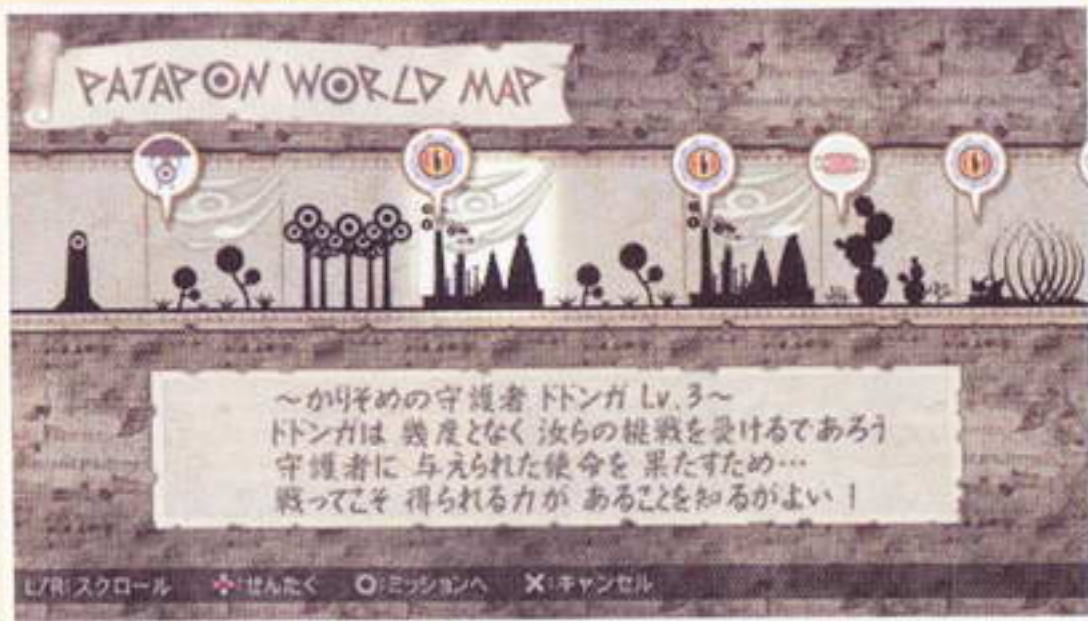 PATAPON WORLD MAP
~かりそめの守護者 ドドンガ Lv.3~
ドドンガは 幾度となく 汝らの挑戦を受けるであろう
守護者に 与えられた使命を 果たすため…
戦ってこそ 得られる力が あることを知るがよい!
L/R:スクロール :せんたく O:ミッションへ X:キャンセル